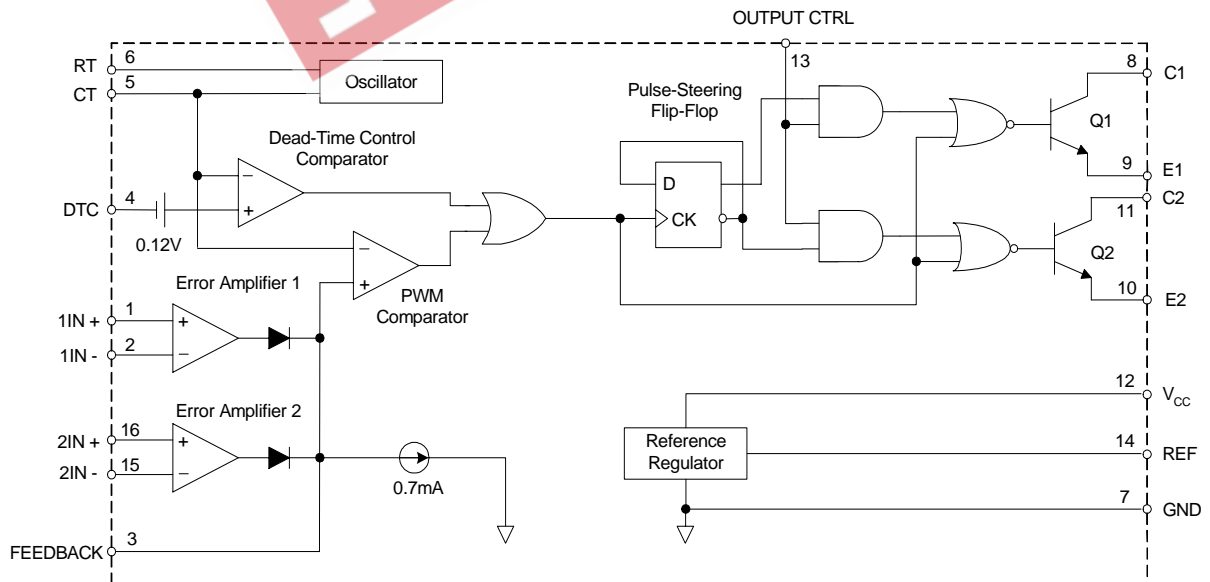 OUTPUT CTRL
13
RT
6
CT
5
Oscillator
Pulse-Steering
Flip-Flop
8
C1
Q1
9
E1
Dead-Time Control
Comparator
−
+
DTC
4
0.12V
D
CK
C2
11
Q2
10
E2
−
+
PWM
Comparator
Error Amplifier 1
1IN +
1
+
1IN -
2
−
Error Amplifier 2
2IN +
16
+
2IN -
15
−
0.7mA
FEEDBACK
3
12
VCC
Reference
Regulator
14
REF
7
GND